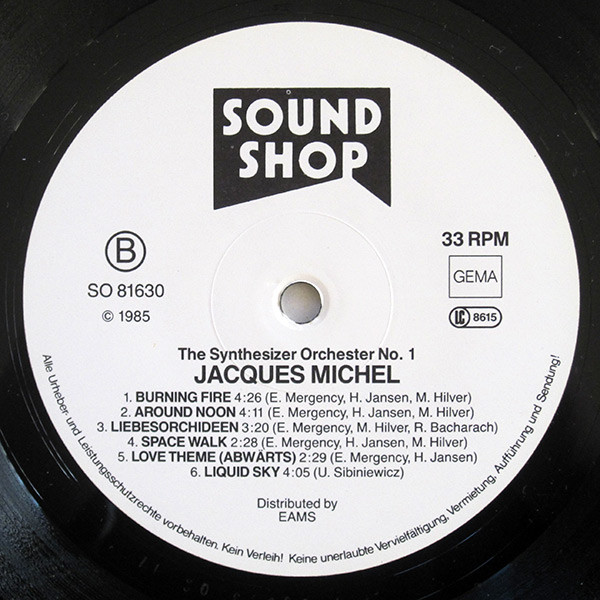 SOUND
SHOP
B
SO 81630
℗ 1985
33 RPM
GEMA
LC 8615
The Synthesizer Orchester No. 1
JACQUES MICHEL
1. BURNING FIRE 4:26 (E. Mergency, H. Jansen, M. Hilver)
2. AROUND NOON 4:11 (E. Mergency, H. Jansen, M. Hilver)
3. LIEBESORCHIDEEN 3:20 (E. Mergency, M. Hilver, R. Bacharach)
4. SPACE WALK 2:28 (E. Mergency, H. Jansen, M. Hilver)
5. LOVE THEME (ABWÄRTS) 2:29 (E. Mergency, H. Jansen)
6. LIQUID SKY 4:05 (U. Sibiniewicz)
Distributed by
EAMS
Alle Urheber- und Leistungsschutzrechte vorbehalten. Kein Verleih! Keine unerlaubte Vervielfältigung, Vermietung, Aufführung und Sendung!